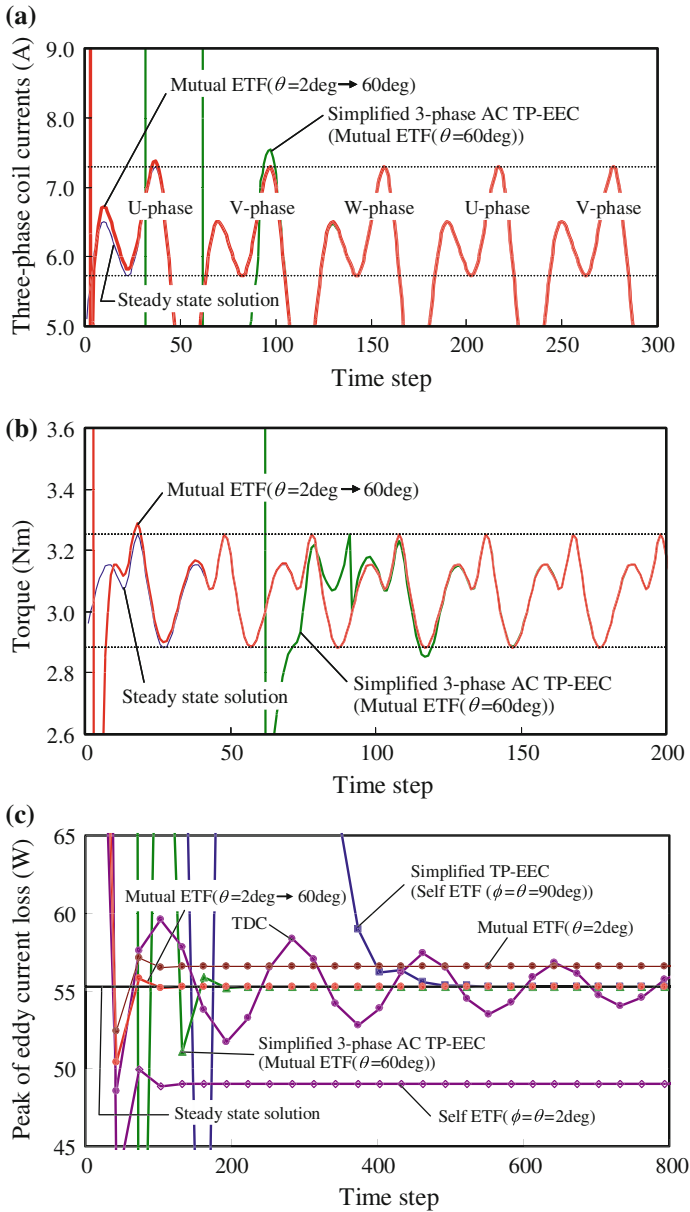 (a)
Three-phase coil currents (A)
9.0
8.0
7.0
6.0
5.0
Mutual ETF(θ=2deg→60deg)
Simplified 3-phase AC TP-EEC
(Mutual ETF(θ=60deg))
U-phase
V-phase
W-phase
U-phase
V-phase
Steady state solution
0
50
100
150
200
250
300
Time step
(b)
Torque (Nm)
3.6
3.4
3.2
3.0
2.8
2.6
Mutual ETF(θ=2deg→60deg)
Steady state solution
Simplified 3-phase AC TP-EEC
(Mutual ETF(θ=60deg))
0
50
100
150
200
Time step
(c)
Peak of eddy current loss (W)
65
60
55
50
45
Simplified TP-EEC
(Self ETF (ϕ=θ=90deg))
Mutual ETF(θ=2deg→60deg)
TDC
Mutual ETF(θ=2deg)
Simplified 3-phase AC TP-EEC
(Mutual ETF(θ=60deg))
Steady state solution
Self ETF(ϕ=θ=2deg)
0
200
400
600
800
Time step